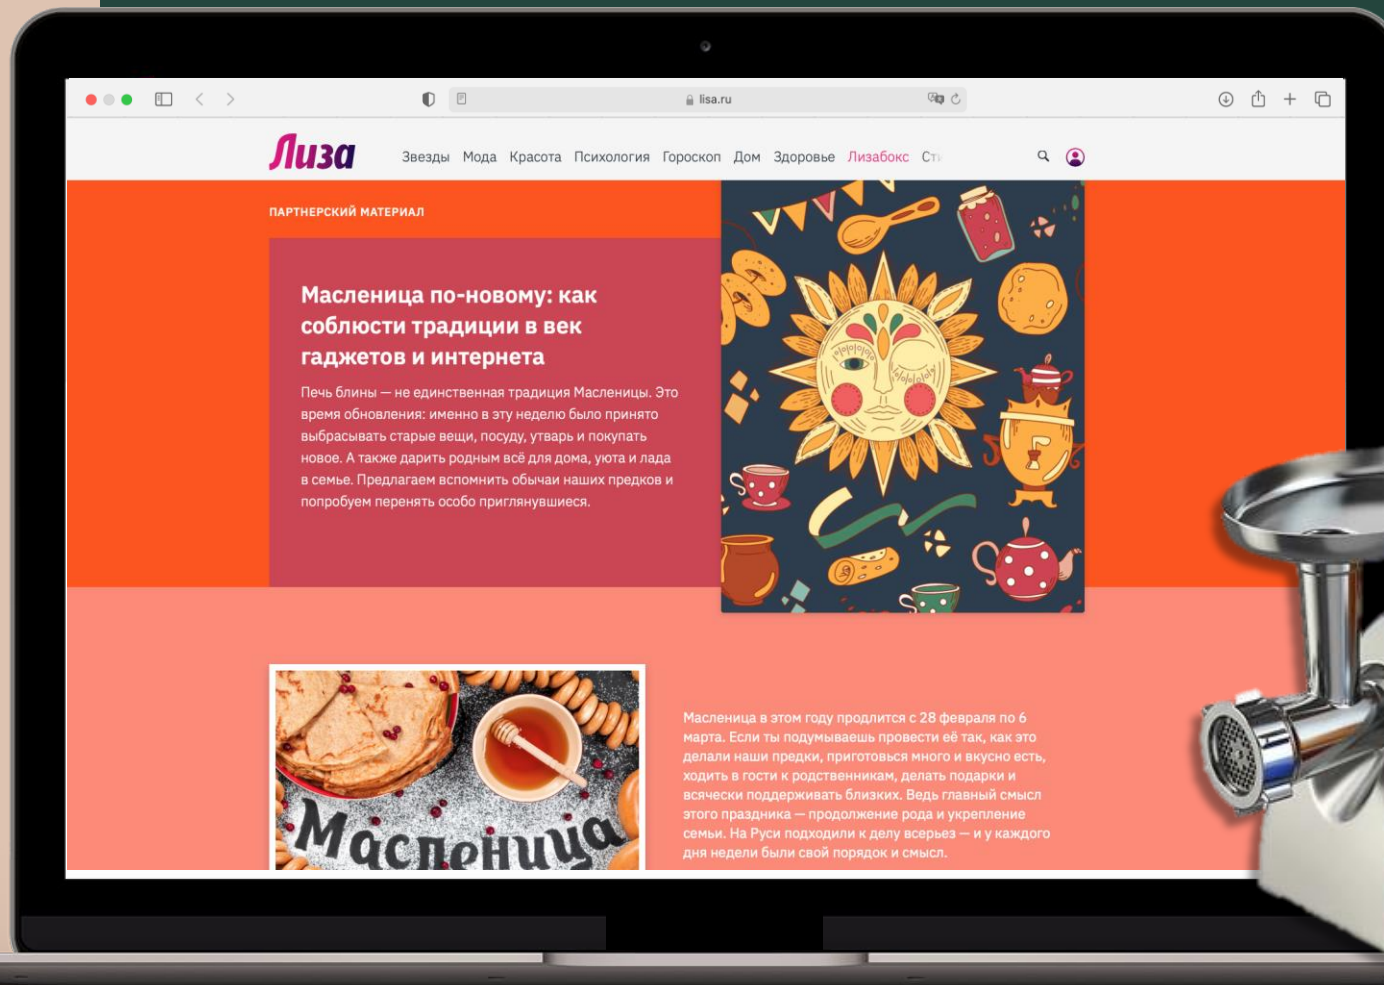 lisa.ru
Лиза
Звезды Мода Красота Психология Гороскоп Дом Здоровье Лизабокс
ПАРТНЕРСКИЙ МАТЕРИАЛ
Масленица по-новому: как
соблюсти традиции в век
гаджетов и интернета
Печь блины — не единственная традиция Масленицы. Это
время обновления: именно в эту неделю было принято
выбрасывать старые вещи, посуду, утварь и покупать
новое. А также дарить родным всё для дома, уюта и лада
в семье. Предлагаем вспомнить обычаи наших предков и
попробуем перенять особо приглянувшиеся.
Масленица
Масленица в этом году продлится с 28 февраля по 6
марта. Если ты подумываешь провести её так, как это
делали наши предки, приготовься много и вкусно есть,
ходить в гости к родственникам, делать подарки и
всячески поддерживать близких. Ведь главный смысл
этого праздника — продолжение рода и укрепление
семьи. На Руси подходили к делу всерьез — и у каждого
дня недели были свой порядок и смысл.